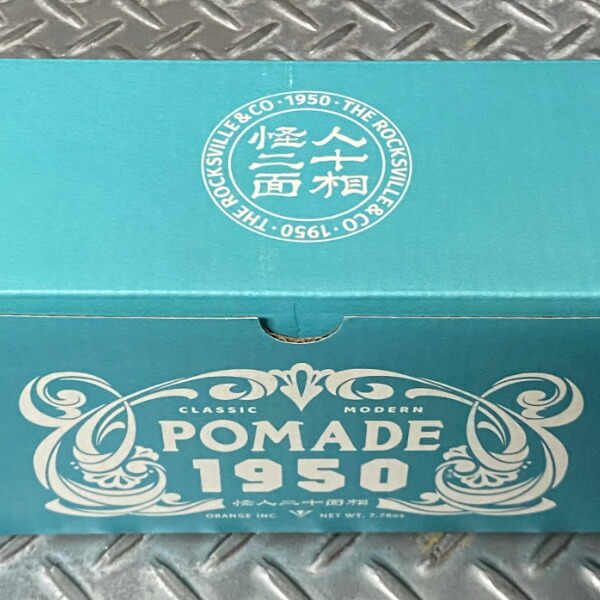 THE ROCKSVILLE&CO · 1950 · THE ROCKSVILLE&CO · 1950 ·
怪人
二十
面相
CLASSIC MODERN
POMADE
1950
怪人二十面相
ORANGE INC. NET WT. 7.76oz